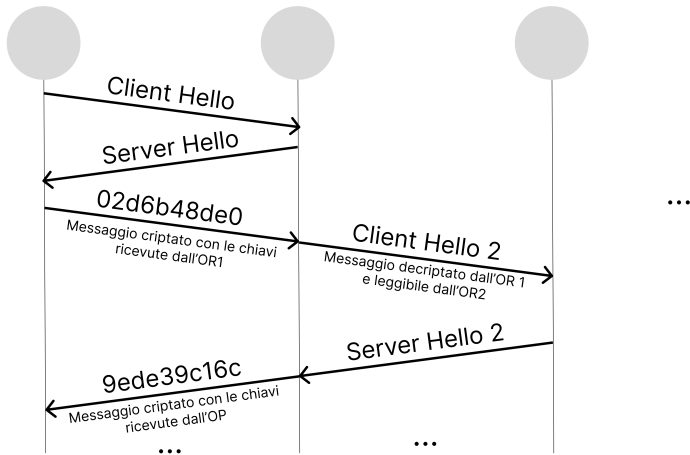 Client Hello
Server Hello
02d6b48de0
Messaggio criptato con le chiavi
ricevute dall'OR1
Client Hello 2
Messaggio decriptato dall'OR 1
e leggibile dall'OR2
...
Server Hello 2
9ede39c16c
Messaggio criptato con le chiavi
ricevute dall'OP
...
...